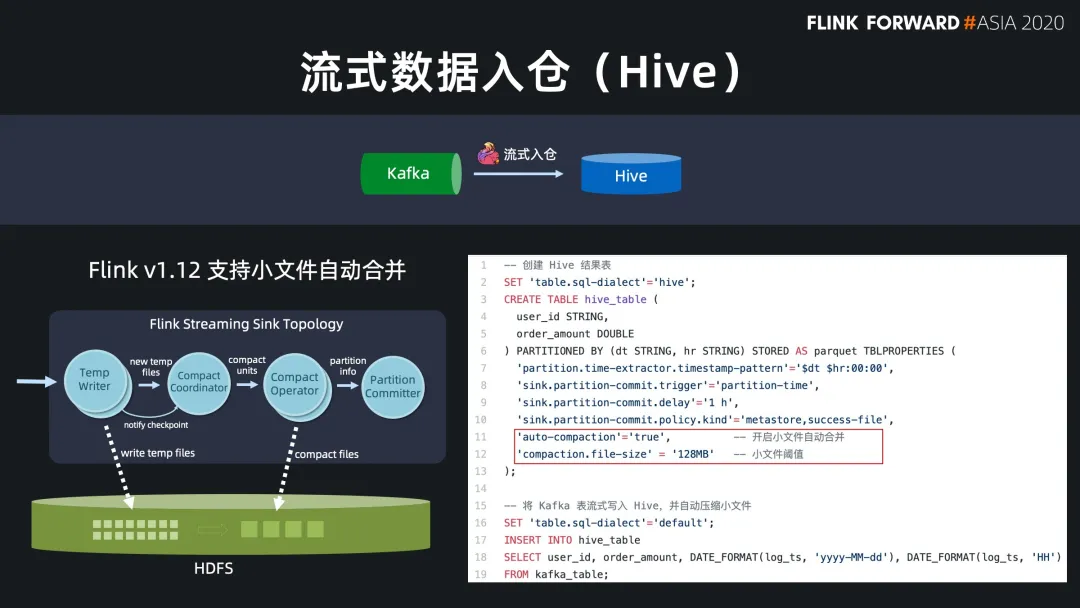 FLINK FORWARD #ASIA 2020
流式数据入仓（Hive）
Kafka
流式入仓
Hive
Flink v1.12 支持小文件自动合并
Flink Streaming Sink Topology
Temp
Writer
new temp
files
Compact
Coordinator
compact
units
Compact
Operator
partition
info
Partition
Committer
notify checkpoint
write temp files
compact files
HDFS
1 -- 创建 Hive 结果表
2 SET 'table.sql-dialect'='hive';
3 CREATE TABLE hive_table (
4   user_id STRING,
5   order_amount DOUBLE
6 ) PARTITIONED BY (dt STRING, hr STRING) STORED AS parquet TBLPROPERTIES (
7   'partition.time-extractor.timestamp-pattern'='$dt $hr:00:00',
8   'sink.partition-commit.trigger'='partition-time',
9   'sink.partition-commit.delay'='1 h',
10   'sink.partition-commit.policy.kind'='metastore,success-file',
11   'auto-compaction'='true',          -- 开启小文件自动合并
12   'compaction.file-size' = '128MB'   -- 小文件阈值
13 );
14
15 -- 将 Kafka 表流式写入 Hive，并自动压缩小文件
16 SET 'table.sql-dialect'='default';
17 INSERT INTO hive_table
18 SELECT user_id, order_amount, DATE_FORMAT(log_ts, 'yyyy-MM-dd'), DATE_FORMAT(log_ts, 'HH')
19 FROM kafka_table;